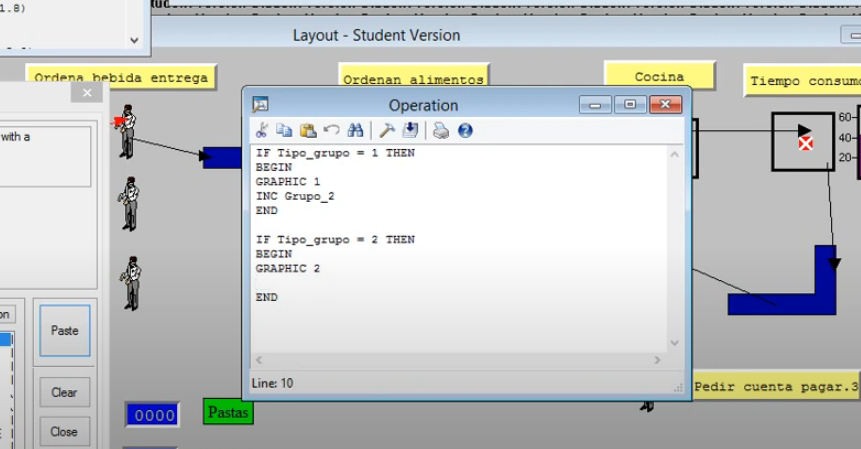 1.8)
Layout - Student Version
Ordena bebida entrega
Ordenan alimentos
Cocina
Tiempo consumo
with a
Operation
IF Tipo_grupo = 1 THEN
BEGIN
GRAPHIC 1
INC Grupo_2
END
IF Tipo_grupo = 2 THEN
BEGIN
GRAPHIC 2
END
60
40
20
on
Paste
Clear
Close
Line: 10
0000
Pastas
Pedir cuenta pagar.3